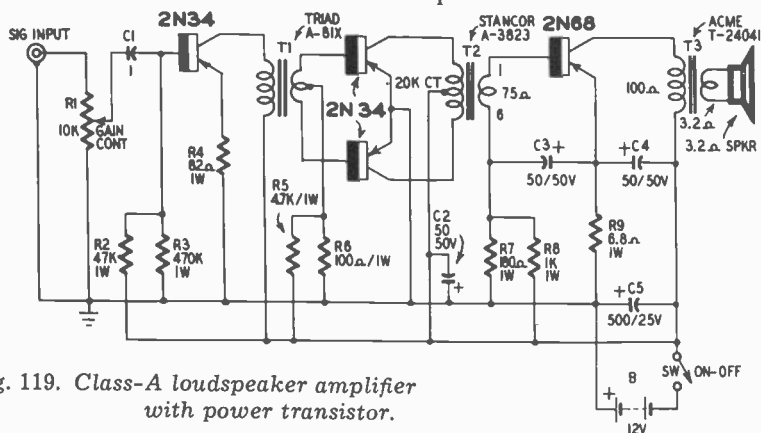 2N34
TRIAD
A-81X
STANCOR
A-3823
2N68
ACME
T-24041
SIG INPUT
C1
1
T1
T2
T3
20K CT
1
75Ω
6
100Ω
R1
10K
GAIN
CONT
2N34
3.2Ω
3.2Ω SPKR
R4
82Ω
1W
C3 +
50/50V
+ C4
50/50V
R5
4.7K/1W
C2
50
50V
+
R2
47K
1W
R3
470K
1W
R6
100Ω/1W
R7
180Ω
1W
R8
1K
1W
R9
6.8Ω
1W
+ C5
500/25V
SW
ON-OFF
+
B
12V
g. 119. Class-A loudspeaker amplifier
with power transistor.